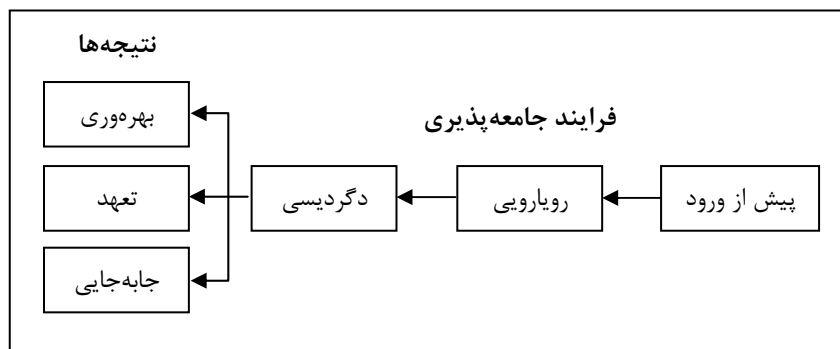 نتیجه‌ها
فرایند جامعه‌پذیری
پیش از ورود
رویارویی
دگردیسی
بهره‌وری
تعهد
جابه‌جایی